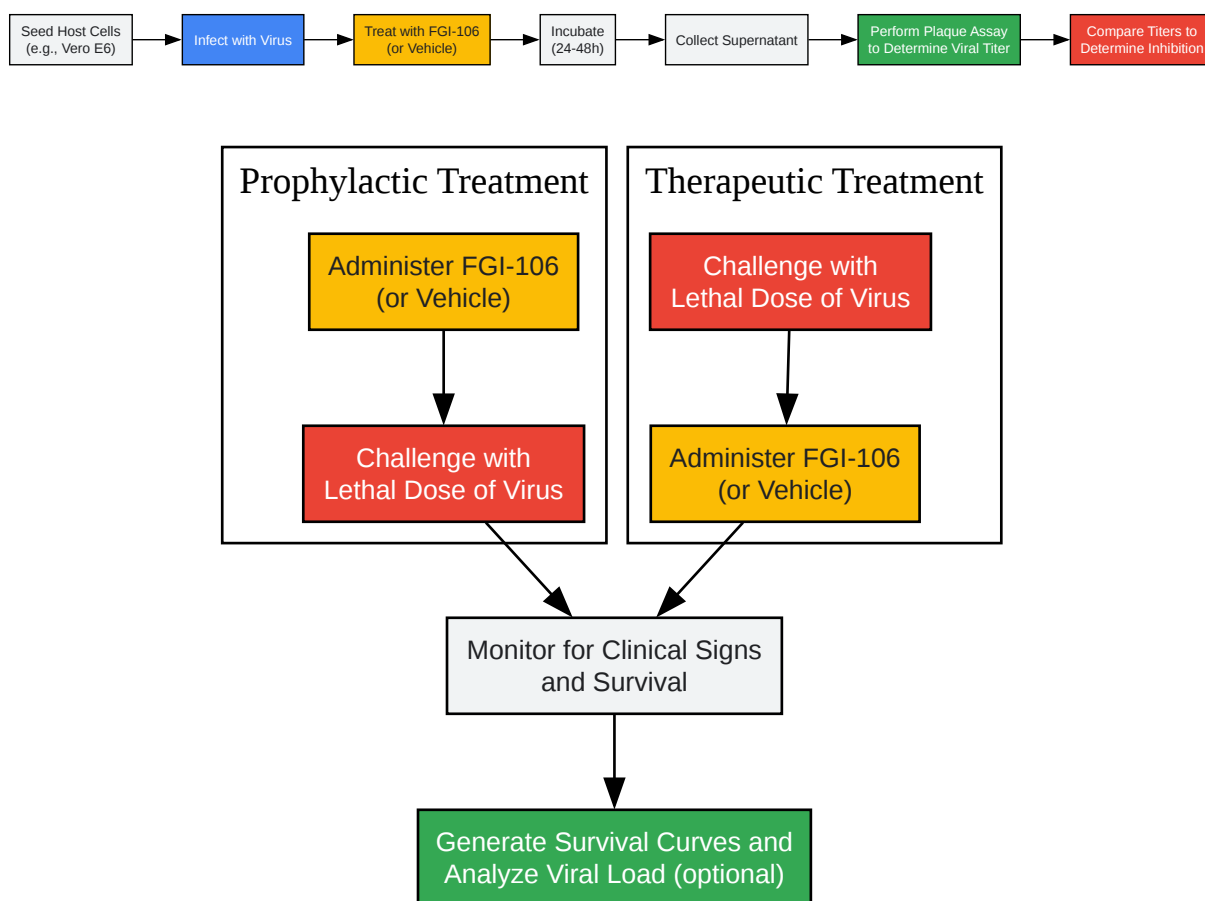 Seed Host Cells
(e.g., Vero E6)
Infect with Virus
Treat with FGI-106
(or Vehicle)
Incubate
(24-48h)
Collect Supernatant
Perform Plaque Assay
to Determine Viral Titer
Compare Titers to
Determine Inhibition
Prophylactic Treatment
Administer FGI-106
(or Vehicle)
Challenge with
Lethal Dose of Virus
Therapeutic Treatment
Challenge with
Lethal Dose of Virus
Administer FGI-106
(or Vehicle)
Monitor for Clinical Signs
and Survival
Generate Survival Curves and
Analyze Viral Load (optional)